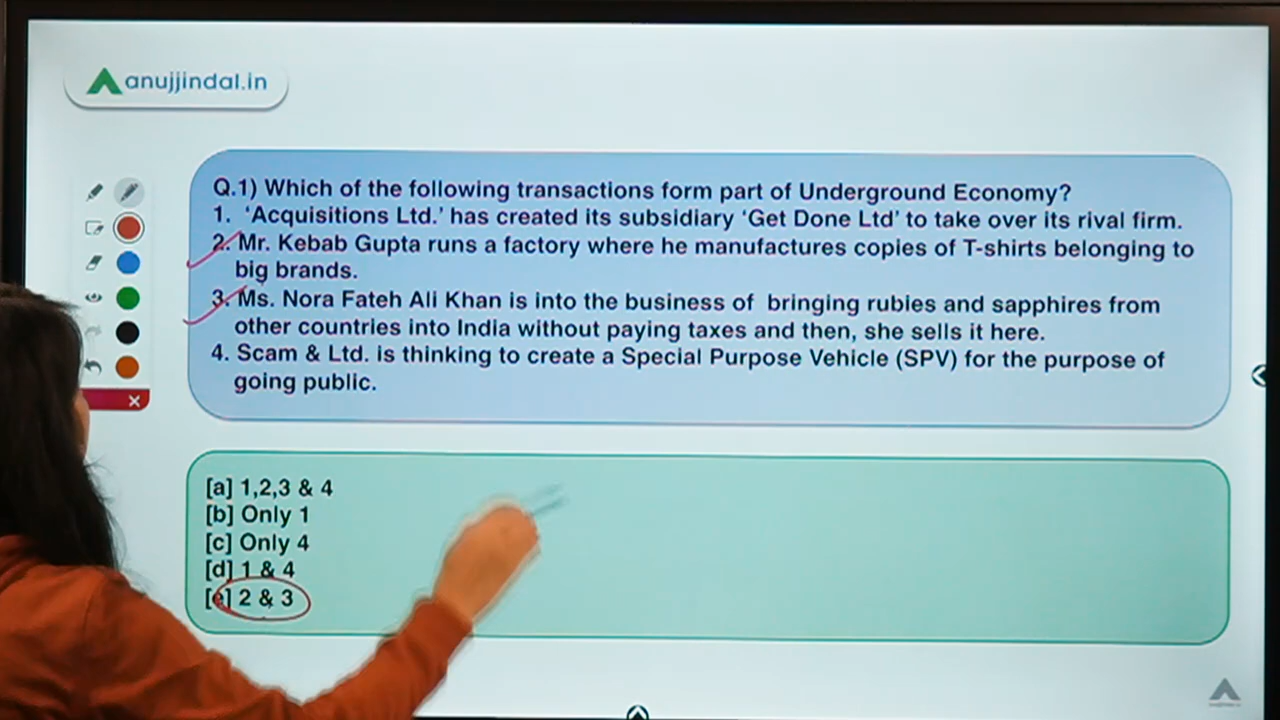 anujjindal.in
Q.1) Which of the following transactions form part of Underground Economy?
1. 'Acquisitions Ltd.' has created its subsidiary 'Get Done Ltd' to take over its rival firm.
2. Mr. Kebab Gupta runs a factory where he manufactures copies of T-shirts belonging to
big brands.
3. Ms. Nora Fateh Ali Khan is into the business of bringing rubies and sapphires from
other countries into India without paying taxes and then, she sells it here.
4. Scam & Ltd. is thinking to create a Special Purpose Vehicle (SPV) for the purpose of
going public.
[a] 1,2,3 & 4
[b] Only 1
[c] Only 4
[d] 1 & 4
[e] 2 & 3